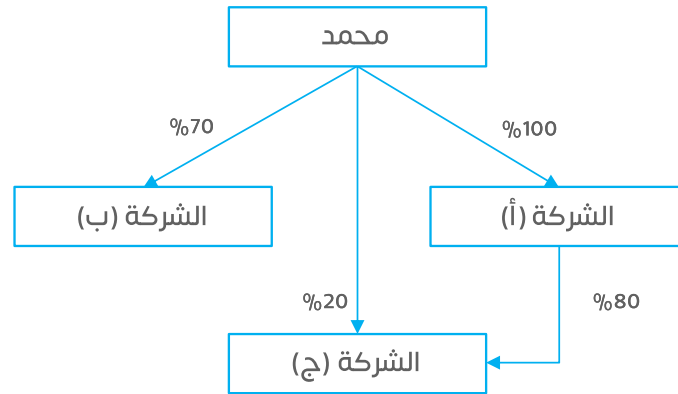 محمد
%100
%70
الشركة (أ)
الشركة (ب)
%80
%20
الشركة (ج)